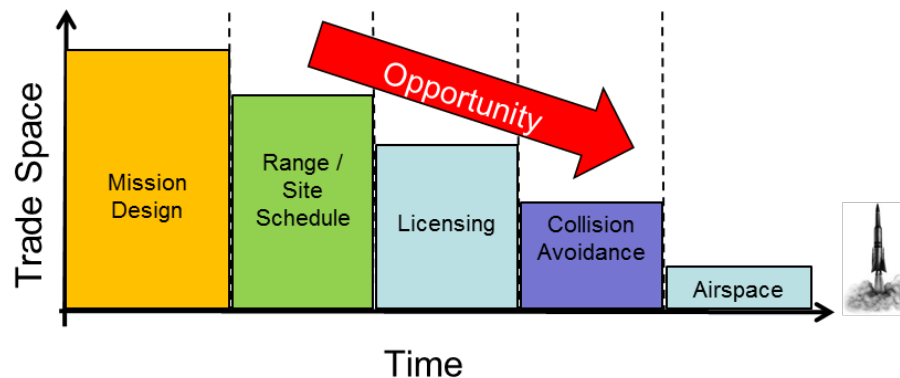 Trade Space
Opportunity
Mission
Design
Range /
Site
Schedule
Licensing
Collision
Avoidance
Airspace
Time